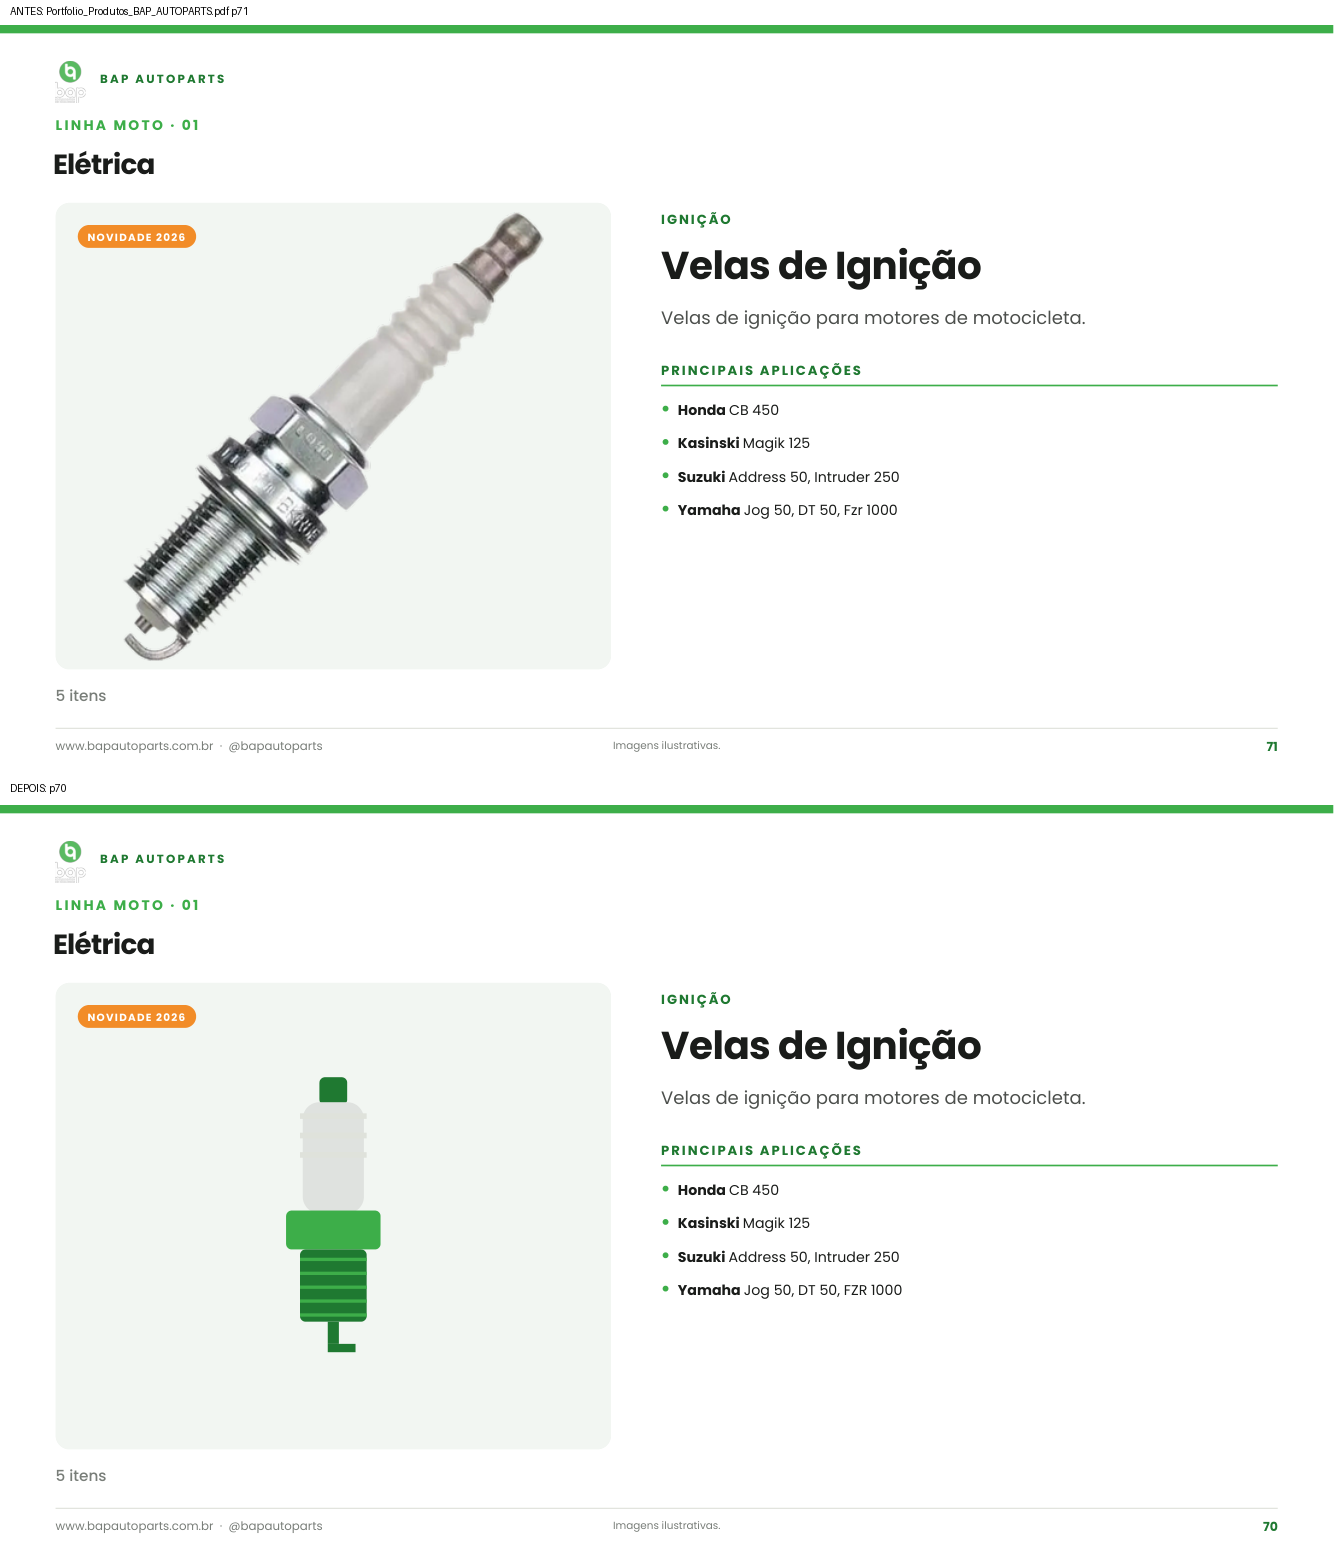 ANTES: Portfolio_Produtos_BAP_AUTOPARTS.pdf p71
bap
BAP AUTOPARTS
LINHA MOTO · 01
Elétrica
NOVIDADE 2026
IGNIÇÃO
Velas de Ignição
Velas de ignição para motores de motocicleta.
PRINCIPAIS APLICAÇÕES
• Honda CB 450
• Kasinski Magik 125
• Suzuki Address 50, Intruder 250
• Yamaha Jog 50, DT 50, Fzr 1000
5 itens
www.bapautoparts.com.br · @bapautoparts
Imagens ilustrativas.
71
DEPOIS: p70
bap
BAP AUTOPARTS
LINHA MOTO · 01
Elétrica
NOVIDADE 2026
IGNIÇÃO
Velas de Ignição
Velas de ignição para motores de motocicleta.
PRINCIPAIS APLICAÇÕES
• Honda CB 450
• Kasinski Magik 125
• Suzuki Address 50, Intruder 250
• Yamaha Jog 50, DT 50, FZR 1000
5 itens
www.bapautoparts.com.br · @bapautoparts
Imagens ilustrativas.
70